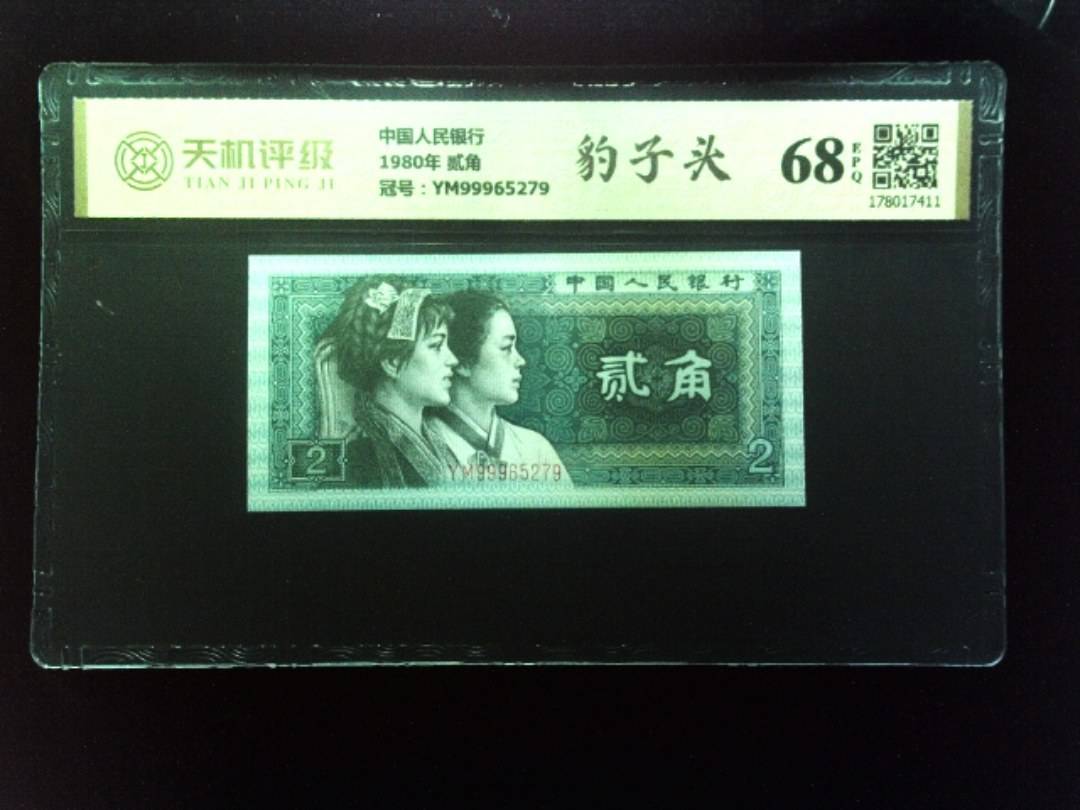 天机评级
TIAN JI PING JI
中国人民银行
1980年 贰角
冠号：YM99965279
豹子头
68
EPQ
178017411
中国人民银行
贰角
2
2
YM99965279